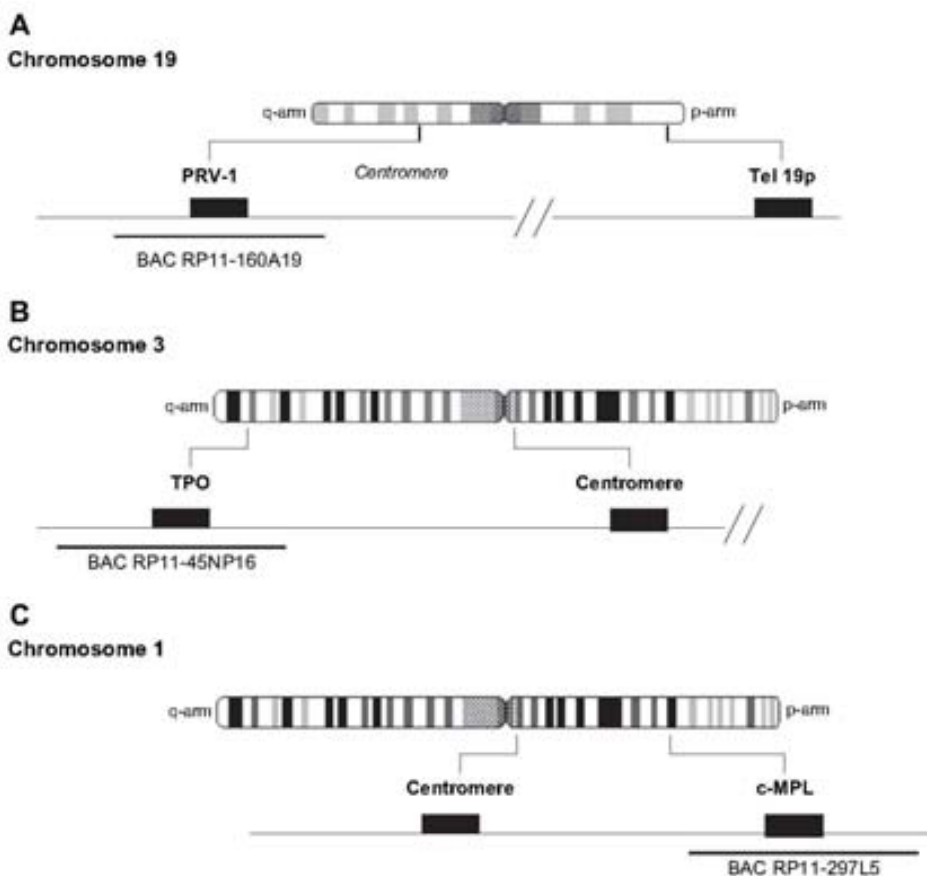 A
Chromosome 19
q-arm p-arm
PRV-1 Centromere Tel 19p
BAC RP11-160A19
B
Chromosome 3
q-arm p-arm
TPO Centromere
BAC RP11-45NP16
C
Chromosome 1
q-arm p-arm
Centromere c-MPL
BAC RP11-297L5